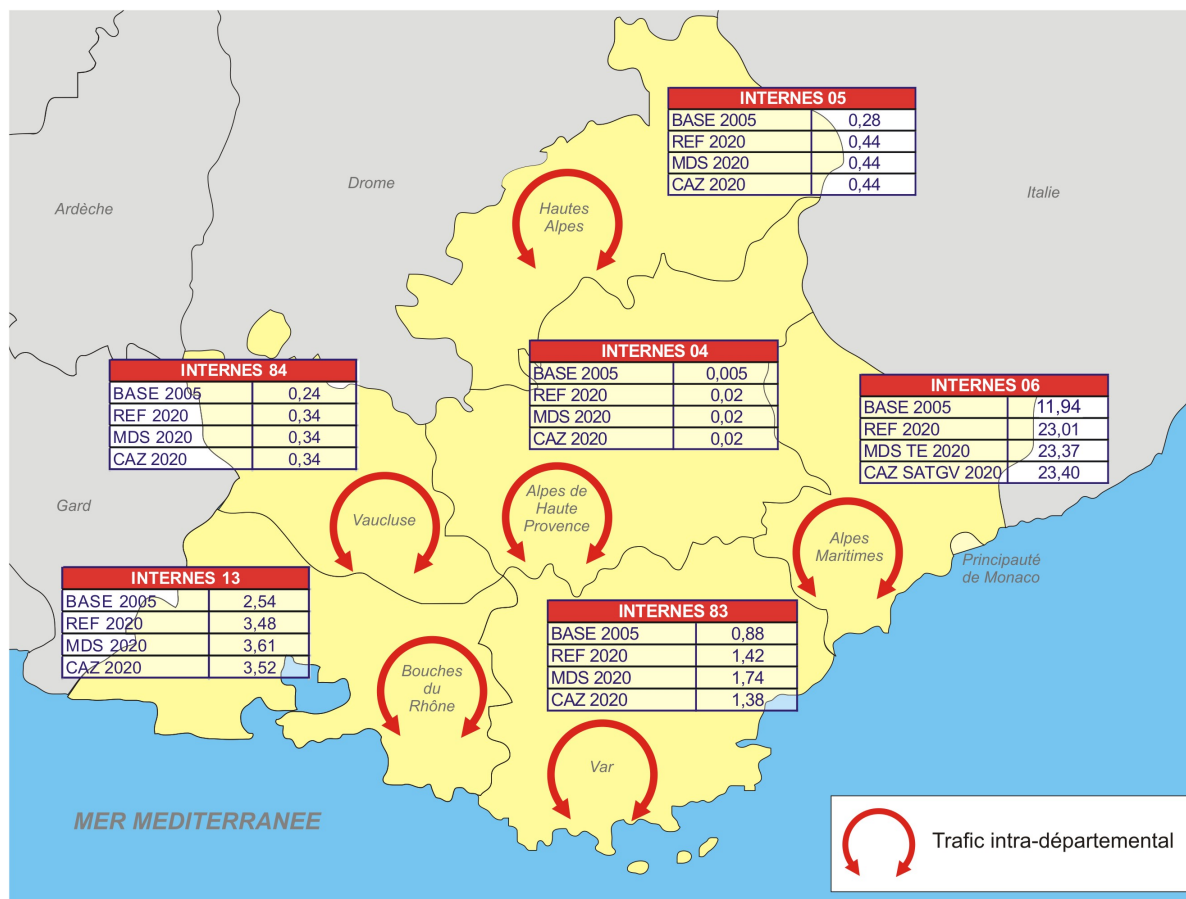 INTERNES 05
BASE 2005 0,28
REF 2020 0,44
MDS 2020 0,44
CAZ 2020 0,44
Drome
Ardèche
Italie
Hautes
Alpes
INTERNES 04
BASE 2005 0,005
REF 2020 0,02
MDS 2020 0,02
CAZ 2020 0,02
INTERNES 84
BASE 2005 0,24
REF 2020 0,34
MDS 2020 0,34
CAZ 2020 0,34
INTERNES 06
BASE 2005 11,94
REF 2020 23,01
MDS TE 2020 23,37
CAZ SATGV 2020 23,40
Gard
Vaucluse
Alpes de
Haute
Provence
Alpes
Maritimes
Principauté
de Monaco
INTERNES 13
BASE 2005 2,54
REF 2020 3,48
MDS 2020 3,61
CAZ 2020 3,52
INTERNES 83
BASE 2005 0,88
REF 2020 1,42
MDS 2020 1,74
CAZ 2020 1,38
Bouches
du
Rhône
Var
MER MEDITERRANEE
Trafic intra-départemental